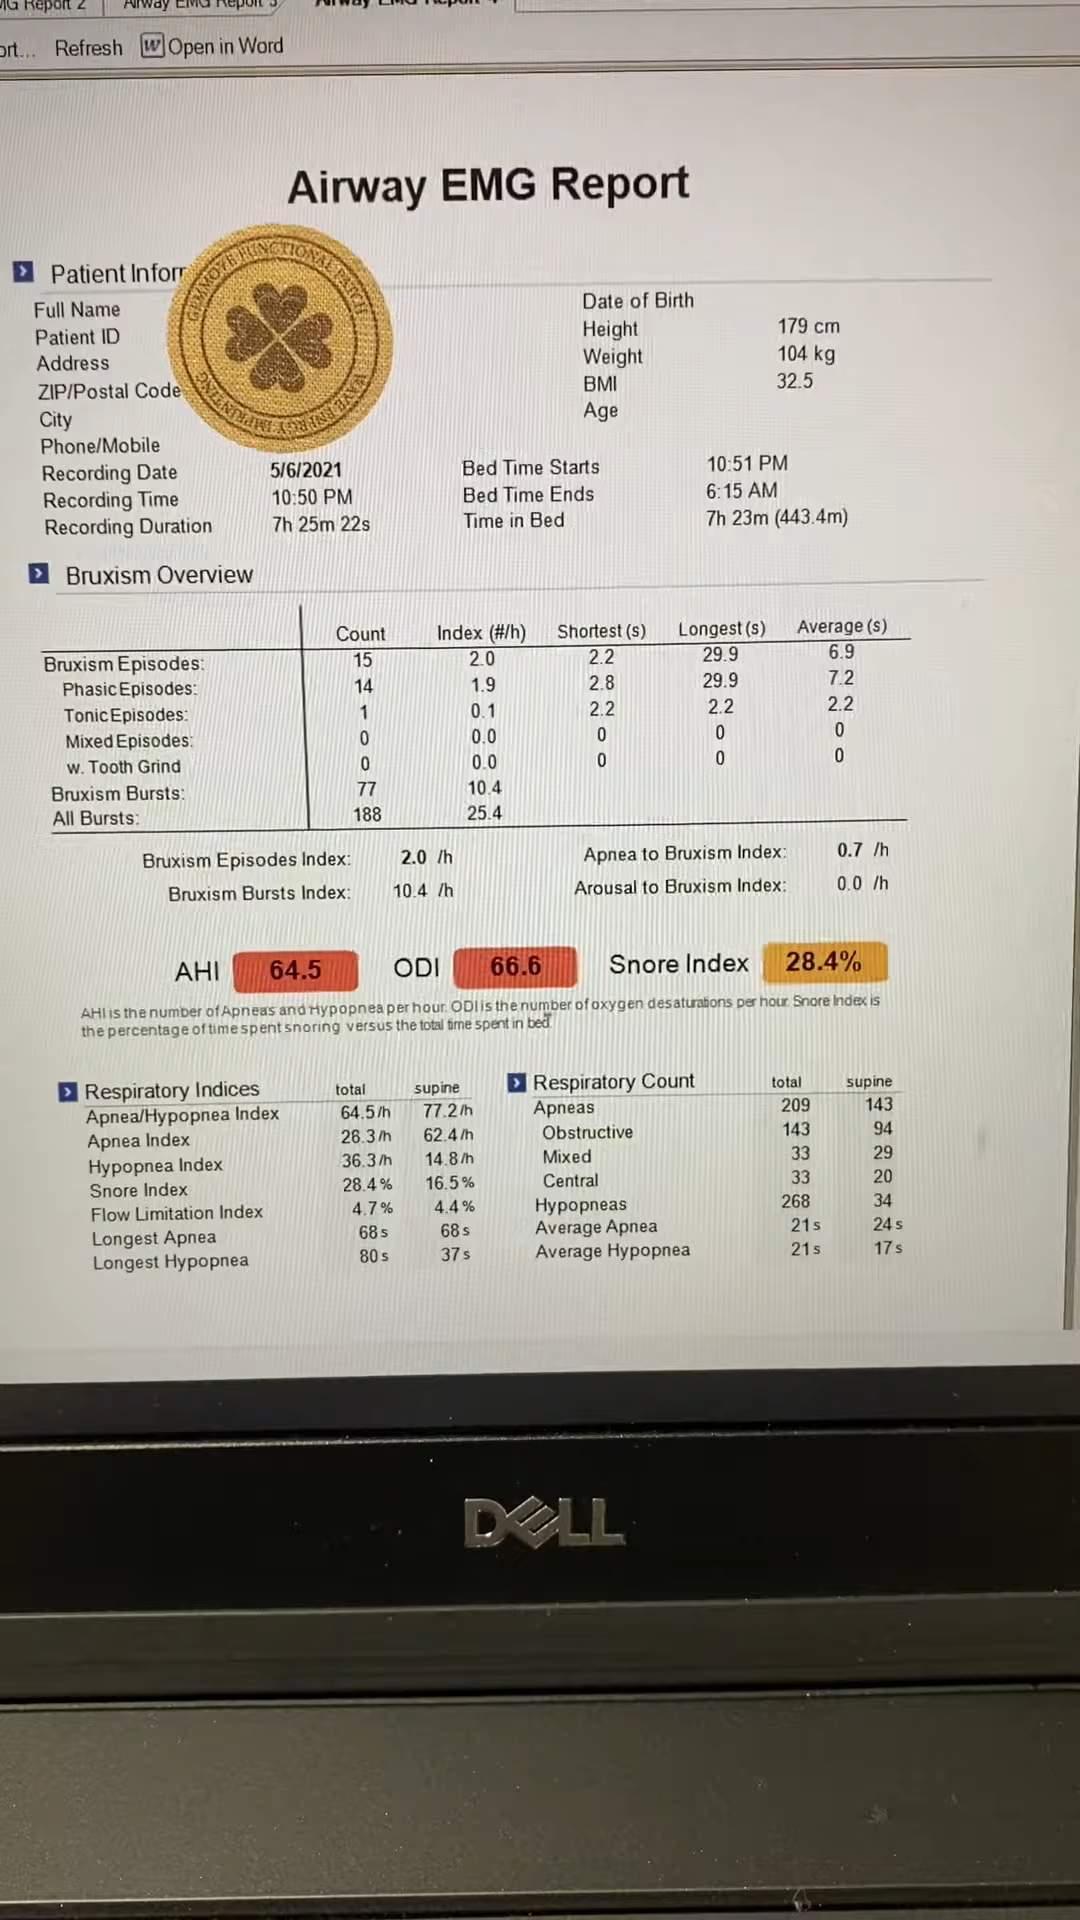 Airway EMG Report 3
Refresh Open in Word
Airway EMG Report
Patient Infor
Full Name
Patient ID
Address
ZIP/Postal Code
City
Phone/Mobile
FUNCTIONAL PATCH
WAVE ENERGY IMPRINTING
Date of Birth
Height 179 cm
Weight 104 kg
BMI 32.5
Age
Recording Date 5/6/2021 Bed Time Starts 10:51 PM
Recording Time 10:50 PM Bed Time Ends 6:15 AM
Recording Duration 7h 25m 22s Time in Bed 7h 23m (443.4m)
Bruxism Overview
Count Index (#/h) Shortest (s) Longest (s) Average (s)
Bruxism Episodes: 15 2.0 2.2 29.9 6.9
Phasic Episodes: 14 1.9 2.8 29.9 7.2
Tonic Episodes: 1 0.1 2.2 2.2 2.2
Mixed Episodes: 0 0.0 0 0 0
w. Tooth Grind 0 0.0 0 0 0
Bruxism Bursts: 77 10.4
All Bursts: 188 25.4
Bruxism Episodes Index: 2.0 /h Apnea to Bruxism Index: 0.7 /h
Bruxism Bursts Index: 10.4 /h Arousal to Bruxism Index: 0.0 /h
AHI 64.5 ODI 66.6 Snore Index 28.4%
AHI is the number of Apneas and Hypopnea per hour. ODI is the number of oxygen desaturations per hour. Snore Index is
the percentage of time spent snoring versus the total time spent in bed.
Respiratory Indices total supine
Apnea/Hypopnea Index 64.5/h 77.2/h
Apnea Index 28.3/h 62.4/h
Hypopnea Index 36.3/h 14.8/h
Snore Index 28.4% 16.5%
Flow Limitation Index 4.7% 4.4%
Longest Apnea 68 s 68 s
Longest Hypopnea 80 s 37 s
Respiratory Count total supine
Apneas 209 143
Obstructive 143 94
Mixed 33 29
Central 33 20
Hypopneas 268 34
Average Apnea 21 s 24 s
Average Hypopnea 21 s 17 s
DELL